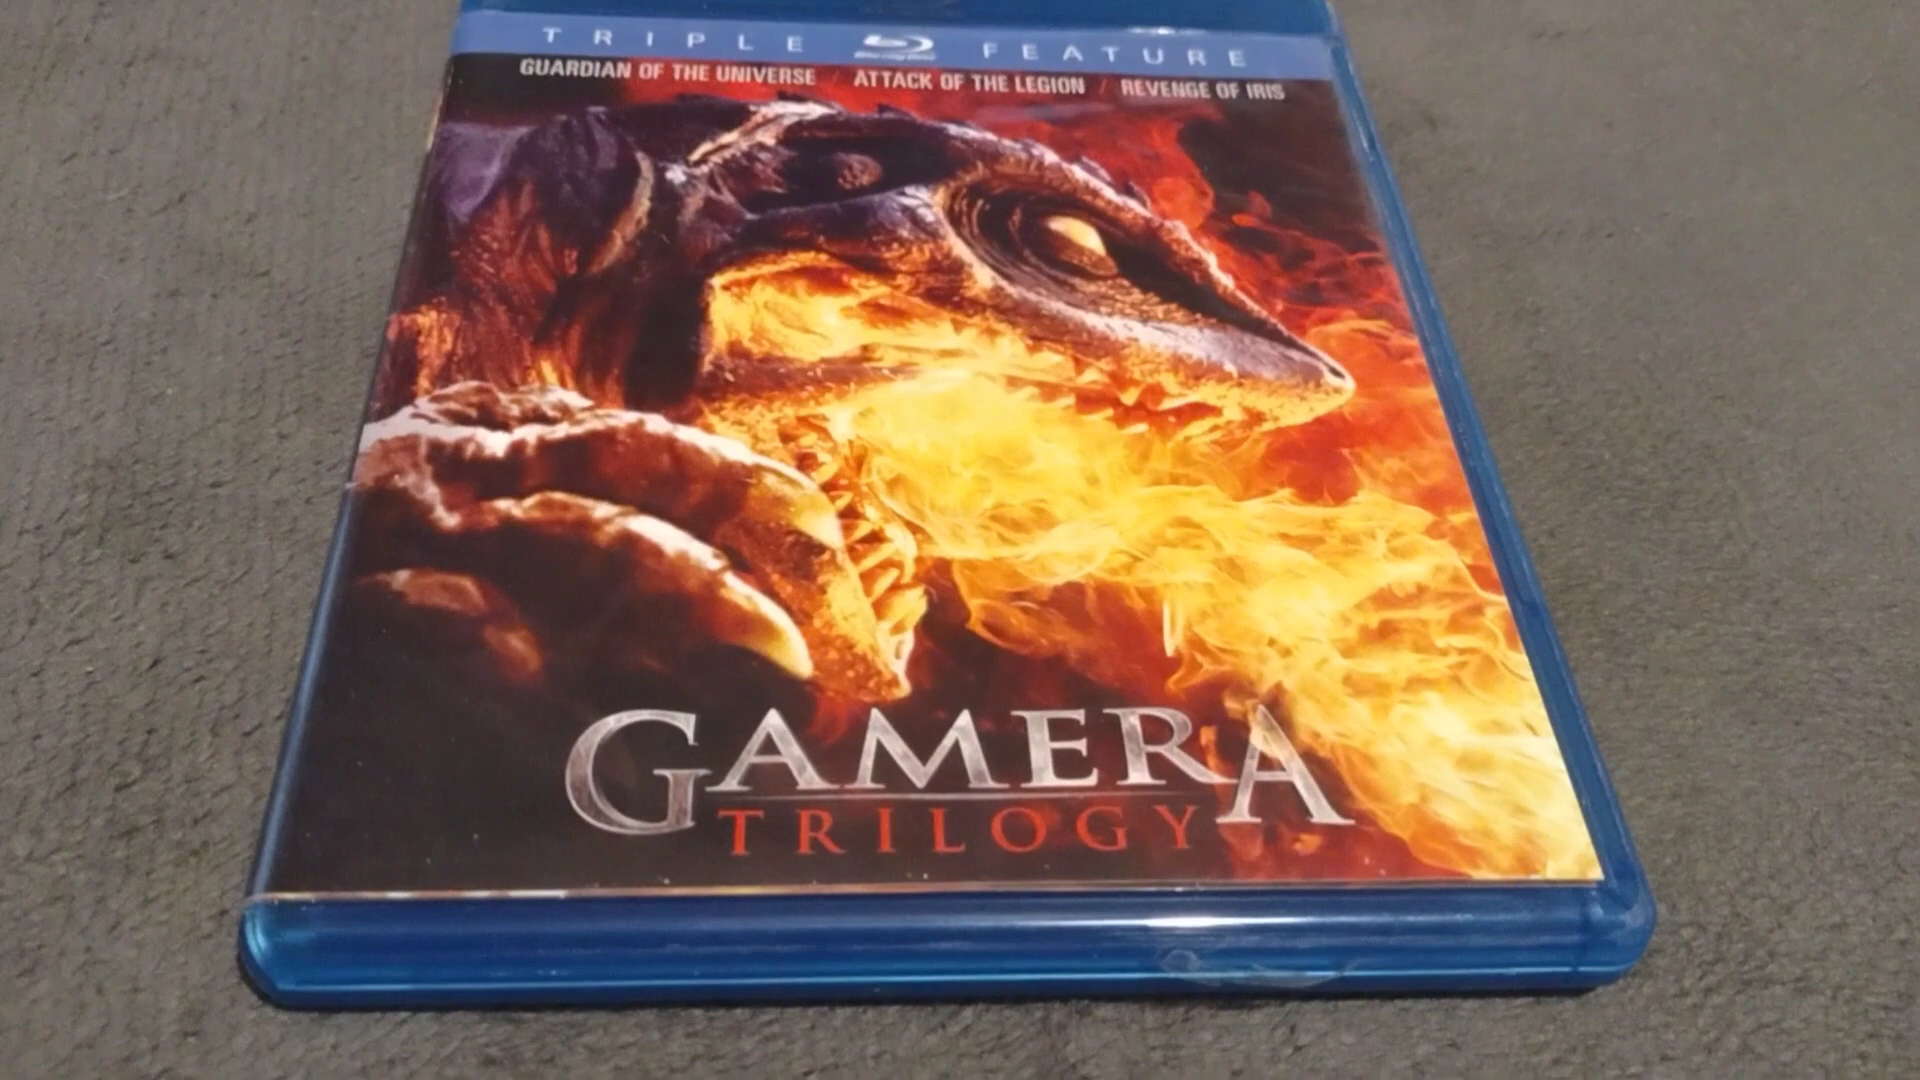 TRIPLE FEATURE
GUARDIAN OF THE UNIVERSE / ATTACK OF THE LEGION / REVENGE OF IRIS
GAMERA
TRILOGY